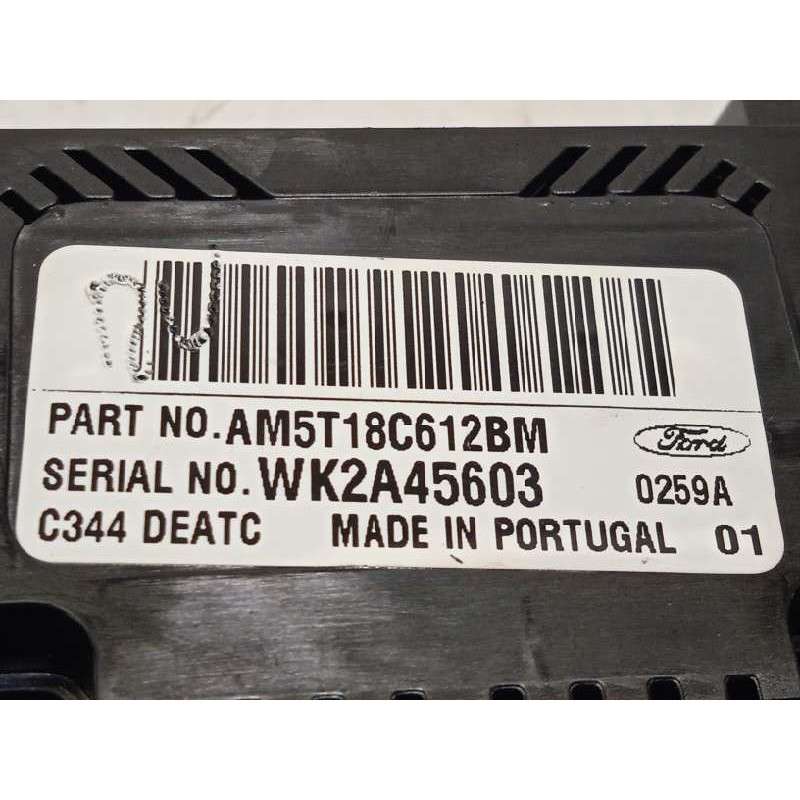 PART NO. AM5T18C612BM
Ford
SERIAL NO. WK2A45603
0259A
C344 DEATC MADE IN PORTUGAL 01